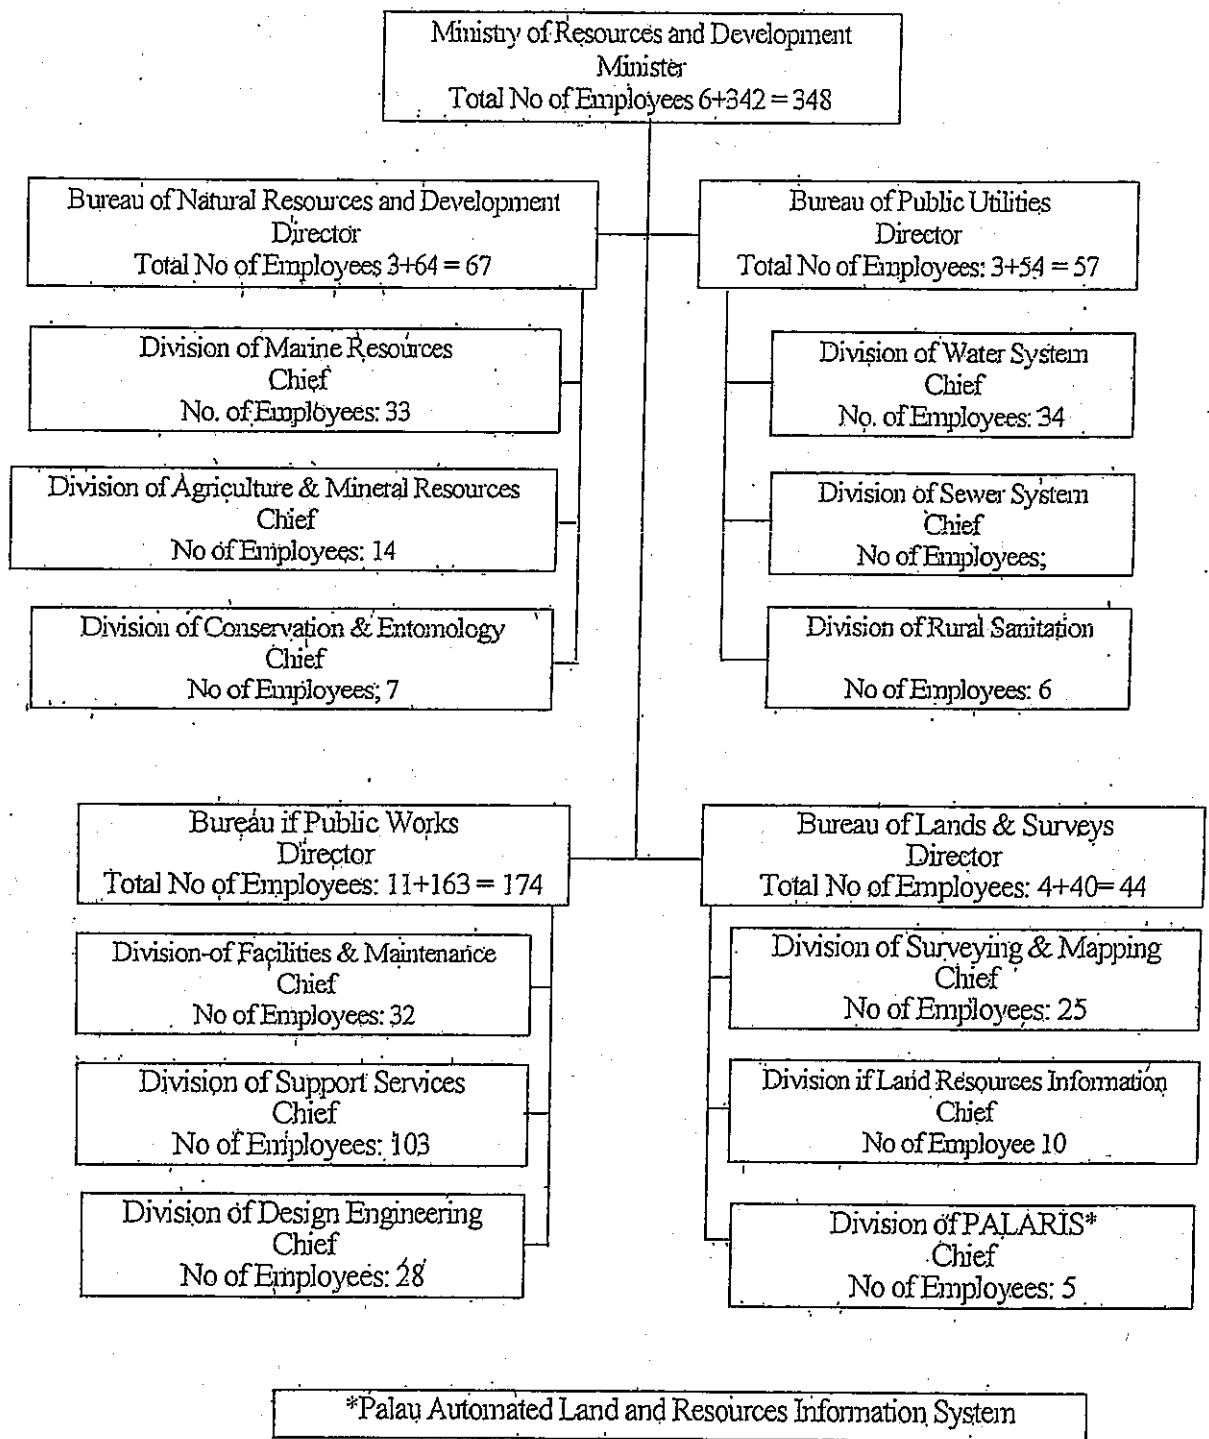 Ministry of Resources and Development
Minister
Total No of Employees 6+342 = 348
Bureau of Natural Resources and Development
Director
Total No of Employees 3+64 = 67
Bureau of Public Utilities
Director
Total No of Employees: 3+54 = 57
Division of Marine Resources
Chief
No. of Employees: 33
Division of Water System
Chief
No. of Employees: 34
Division of Agriculture & Mineral Resources
Chief
No of Employees: 14
Division of Sewer System
Chief
No of Employees;
Division of Conservation & Entomology
Chief
No of Employees; 7
Division of Rural Sanitation
No of Employees: 6
Bureau if Public Works
Director
Total No of Employees: 11+163 = 174
Bureau of Lands & Surveys
Director
Total No of Employees: 4+40= 44
Division of Facilities & Maintenance
Chief
No of Employees: 32
Division of Surveying & Mapping
Chief
No of Employees: 25
Division of Support Services
Chief
No of Employees: 103
Division if Land Resources Information
Chief
No of Employee 10
Division of Design Engineering
Chief
No of Employees: 28
Division of PALARIS*
Chief
No of Employees: 5
*Palau Automated Land and Resources Information System